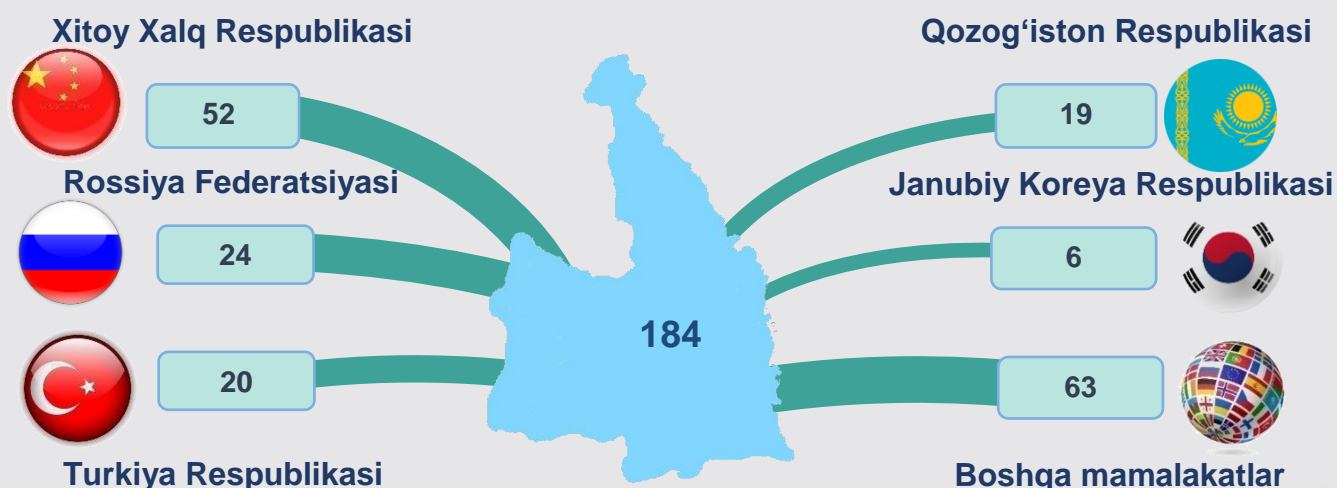 Xitoy Xalq Respublikasi
52
Rossiya Federatsiyasi
24
20
Turkiya Respublikasi
184
Qozog‘iston Respublikasi
19
Janubiy Koreya Respublikasi
6
63
Boshqa mamalakatlar